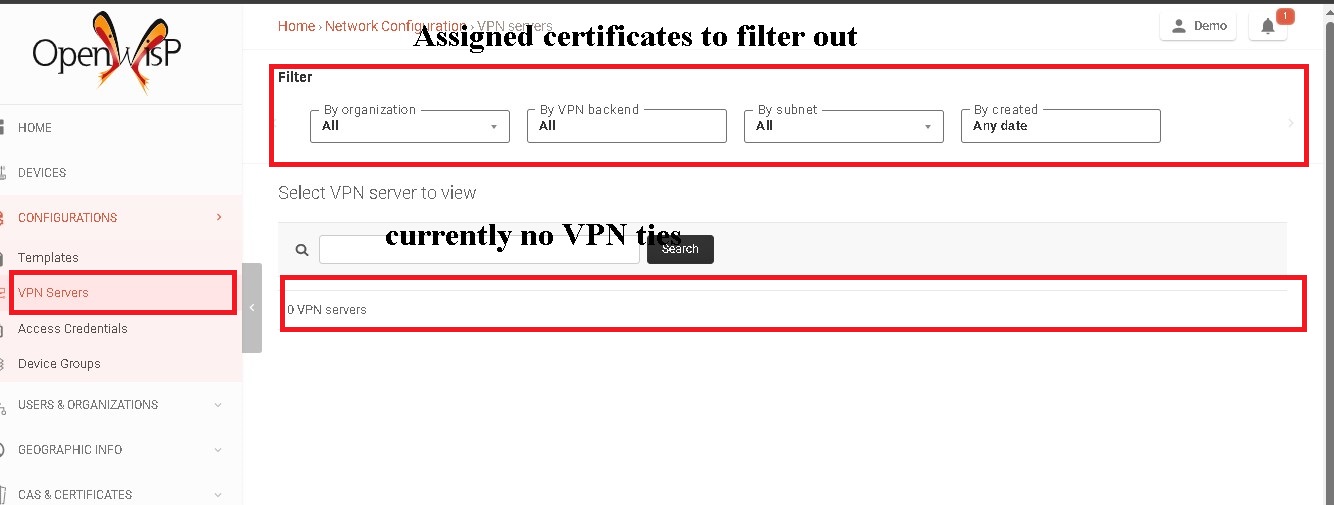 OpenWISP
Home › Network Configuration › VPN servers
Assigned certificates to filter out
Demo
1
Filter
By organization
All
By VPN backend
All
By subnet
All
By created
Any date
HOME
DEVICES
CONFIGURATIONS
Templates
VPN Servers
Access Credentials
Device Groups
USERS & ORGANIZATIONS
GEOGRAPHIC INFO
CAS & CERTIFICATES
Select VPN server to view
currently no VPN ties
Search
0 VPN servers